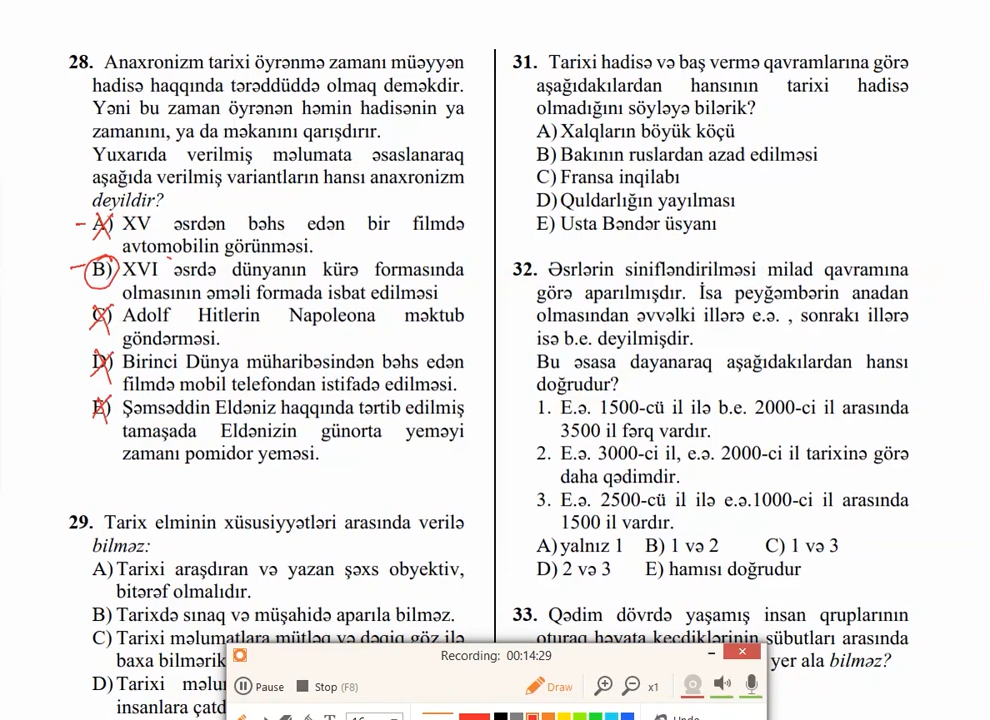 28. Anaxronizm tarixi öyrənmə zamanı müəyyən
hadisə haqqında tərəddüddə olmaq deməkdir.
Yəni bu zaman öyrənən həmin hadisənin ya
zamanını, ya da məkanını qarışdırır.
Yuxarıda verilmiş məlumata əsaslanaraq
aşağıda verilmiş variantların hansı anaxronizm
deyildir?
A) XV əsrdən bəhs edən bir filmdə
avtomobilin görünməsi.
B) XVI əsrdə dünyanın kürə formasında
olmasının əməli formada isbat edilməsi
C) Adolf Hitlerin Napoleona məktub
göndərməsi.
D) Birinci Dünya müharibəsindən bəhs edən
filmdə mobil telefondan istifadə edilməsi.
E) Şəmsəddin Eldəniz haqqında tərtib edilmiş
tamaşada Eldənizin günorta yeməyi
zamanı pomidor yeməsi.
29. Tarix elminin xüsusiyyətləri arasında verilə
bilməz:
A) Tarixi araşdıran və yazan şəxs obyektiv,
bitərəf olmalıdır.
B) Tarixdə sınaq və müşahidə aparıla bilməz.
C) Tarixi məlumatlara mütləq və dəqiq göz ilə
baxa bilmərik
D) Tarixi
insanlara
31. Tarixi hadisə və baş vermə qavramlarına görə
aşağıdakılardan hansının tarixi hadisə
olmadığını söyləyə bilərik?
A) Xalqların böyük köçü
B) Bakının ruslardan azad edilməsi
C) Fransa inqilabı
D) Quldarlığın yayılması
E) Usta Bəndər üsyanı
32. Əsrlərin sinifləndirilməsi milad qavramına
görə aparılmışdır. İsa peyğəmbərin anadan
olmasından əvvəlki illərə e.ə. , sonrakı illərə
isə b.e. deyilmişdir.
Bu əsasa dayanaraq aşağıdakılardan hansı
doğrudur?
1. E.ə. 1500-cü il ilə b.e. 2000-ci il arasında
3500 il fərq vardır.
2. E.ə. 3000-ci il, e.ə. 2000-ci il tarixinə görə
daha qədimdir.
3. E.ə. 2500-cü il ilə e.ə.1000-ci il arasında
1500 il vardır.
A) yalnız 1 B) 1 və 2 C) 1 və 3
D) 2 və 3 E) hamısı doğrudur
33. Qədim dövrdə yaşamış insan qruplarının
oturaq həyata keçdiklərinin sübutları arasında
yer ala bilməz?
Recording: 00:14:29
Pause Stop (F8) Draw x1
Undo